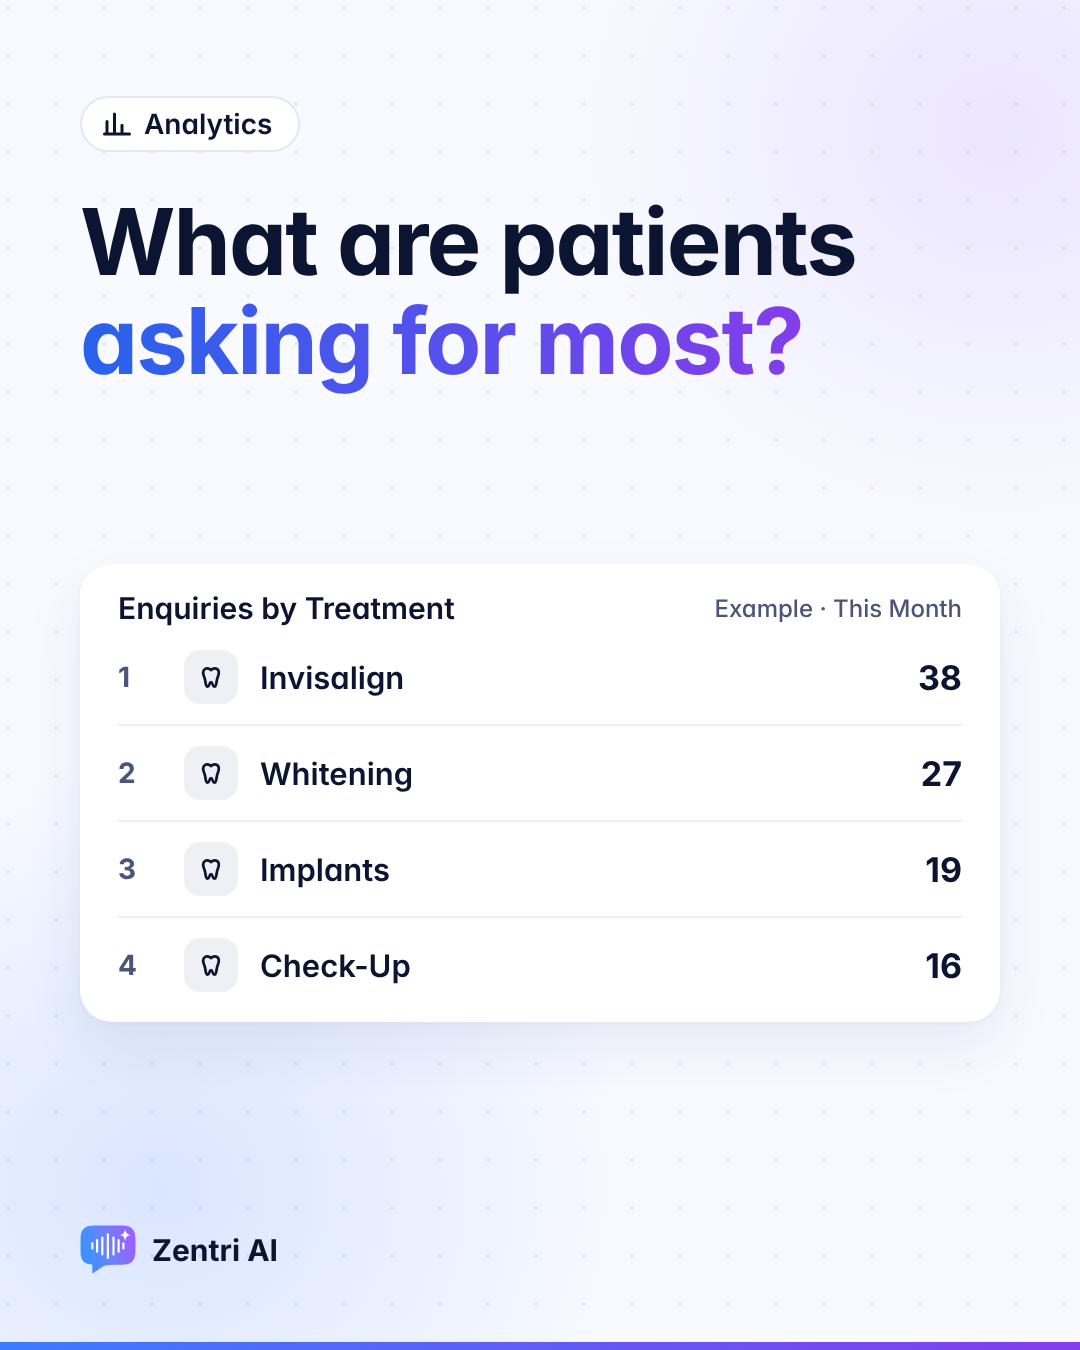 Analytics
What are patients
asking for most?
Enquiries by Treatment Example · This Month
1 Invisalign 38
2 Whitening 27
3 Implants 19
4 Check-Up 16
Zentri AI